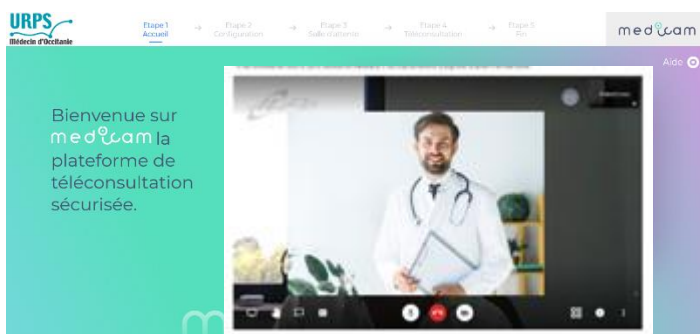 URPS
Médecin d'Occitanie
Etape 1
Accueil
Etape 2
Configuration
Etape 3
Salle d'attente
Etape 4
Téléconsultation
Etape 5
Fin
medicam
Aide
Bienvenue sur
medicam la
plateforme de
téléconsultation
sécurisée.